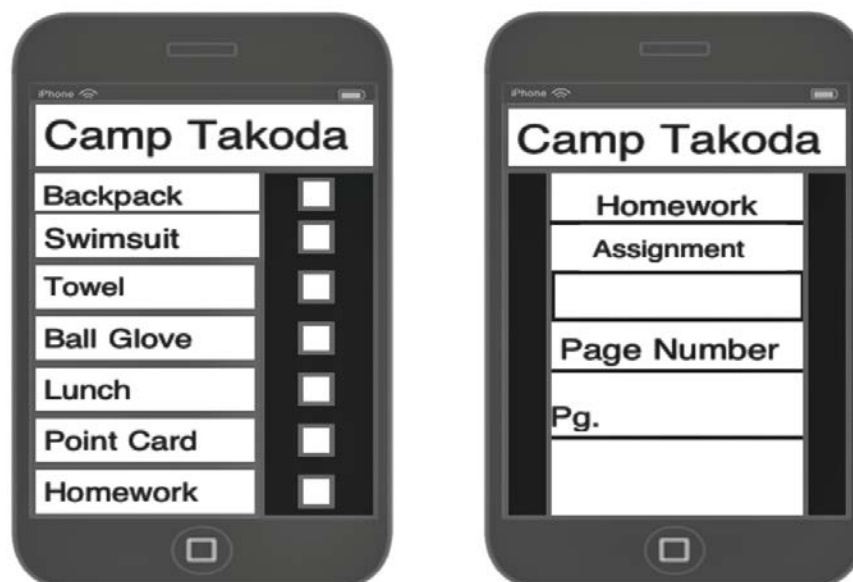 iPhone
Camp Takoda
Backpack
Swimsuit
Towel
Ball Glove
Lunch
Point Card
Homework
iPhone
Camp Takoda
Homework
Assignment
Page Number
Pg.